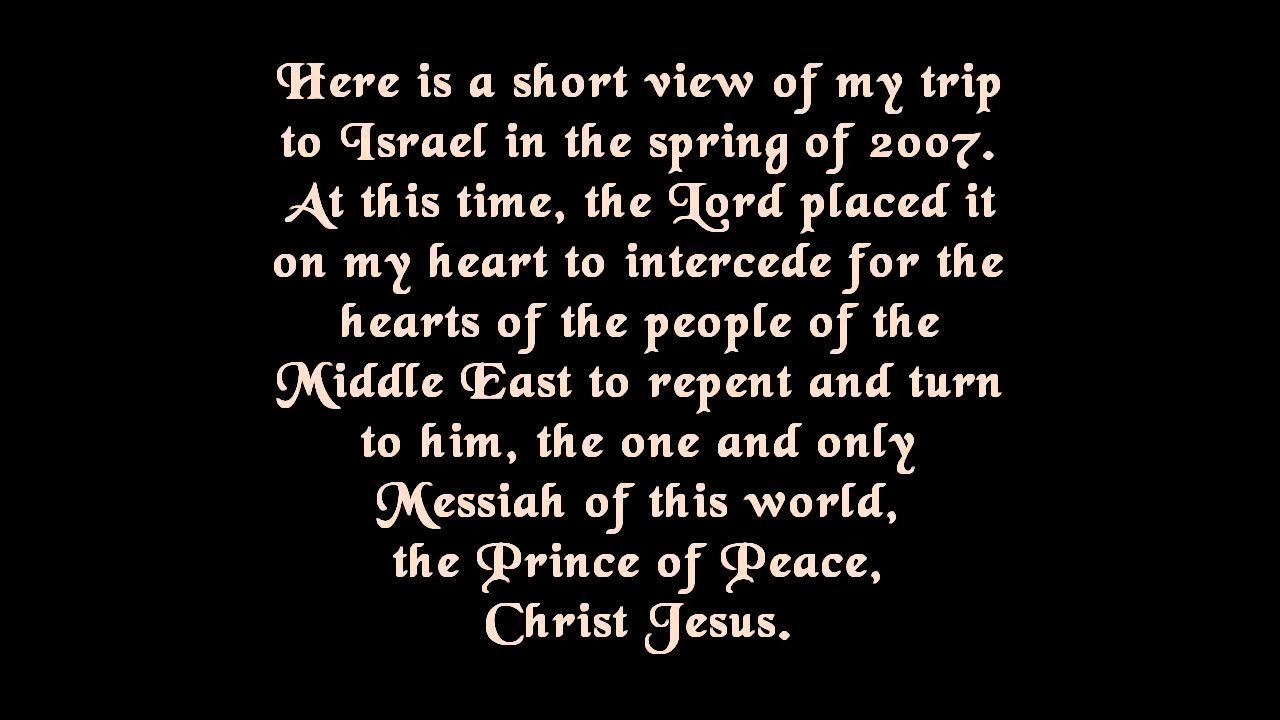 Here is a short view of my trip
to Israel in the spring of 2007.
At this time, the Lord placed it
on my heart to intercede for the
hearts of the people of the
Middle East to repent and turn
to him, the one and only
Messiah of this world,
the Prince of Peace,
Christ Jesus.